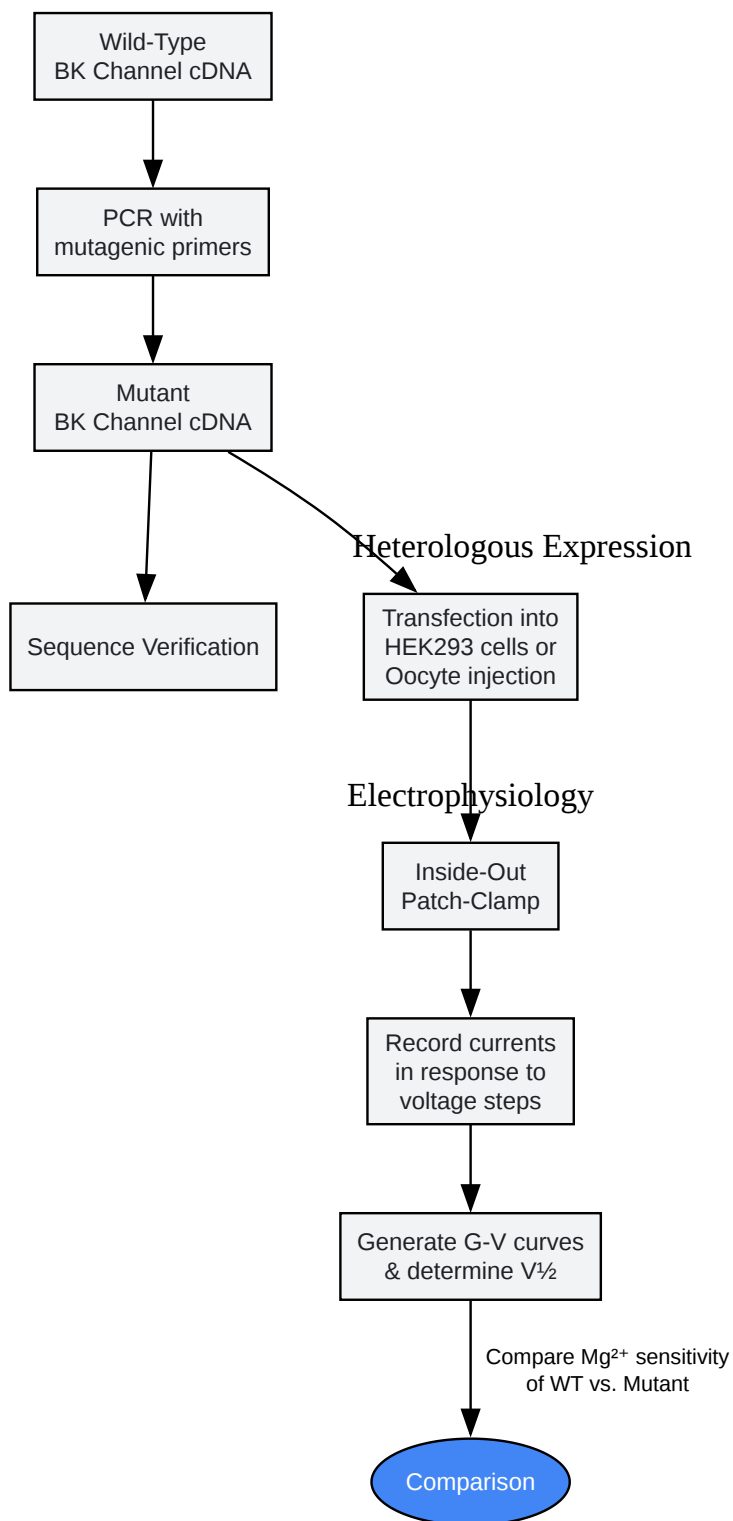 Wild-Type
BK Channel cDNA
PCR with
mutagenic primers
Mutant
BK Channel cDNA
Heterologous Expression
Sequence Verification
Transfection into
HEK293 cells or
Oocyte injection
Electrophysiology
Inside-Out
Patch-Clamp
Record currents
in response to
voltage steps
Generate G-V curves
& determine V½
Compare Mg²⁺ sensitivity
of WT vs. Mutant
Comparison